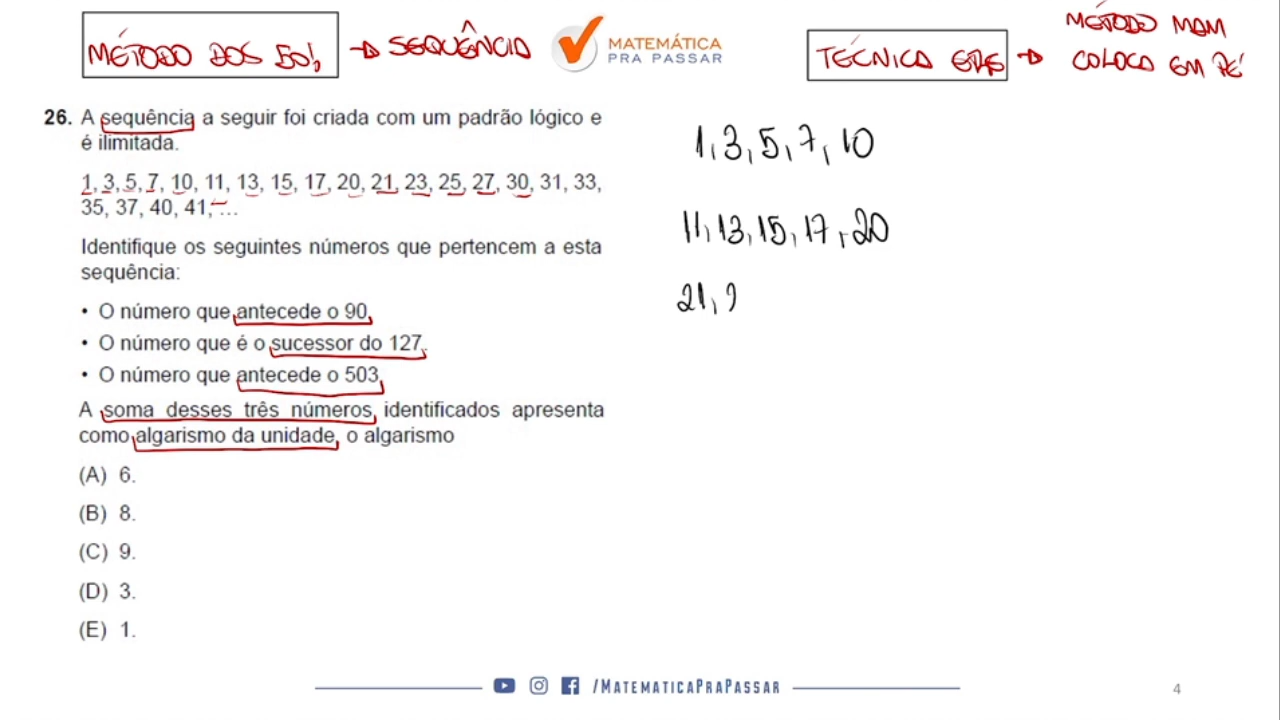 MÉTODO DOS 50! → SEQUÊNCIA
MATEMÁTICA
PRA PASSAR
TÉCNICA → MÉTODO MAM
COLOCA EM PÉ
26. A sequência a seguir foi criada com um padrão lógico e
é ilimitada.
1, 3, 5, 7, 10, 11, 13, 15, 17, 20, 21, 23, 25, 27, 30, 31, 33,
35, 37, 40, 41, ...
Identifique os seguintes números que pertencem a esta
sequência:
• O número que antecede o 90.
• O número que é o sucessor do 127.
• O número que antecede o 503.
A soma desses três números identificados apresenta
como algarismo da unidade o algarismo
(A) 6.
(B) 8.
(C) 9.
(D) 3.
(E) 1.
1, 3, 5, 7, 10
11, 13, 15, 17, 20
21, 2
/MATEMATICAPRAPASSAR
4